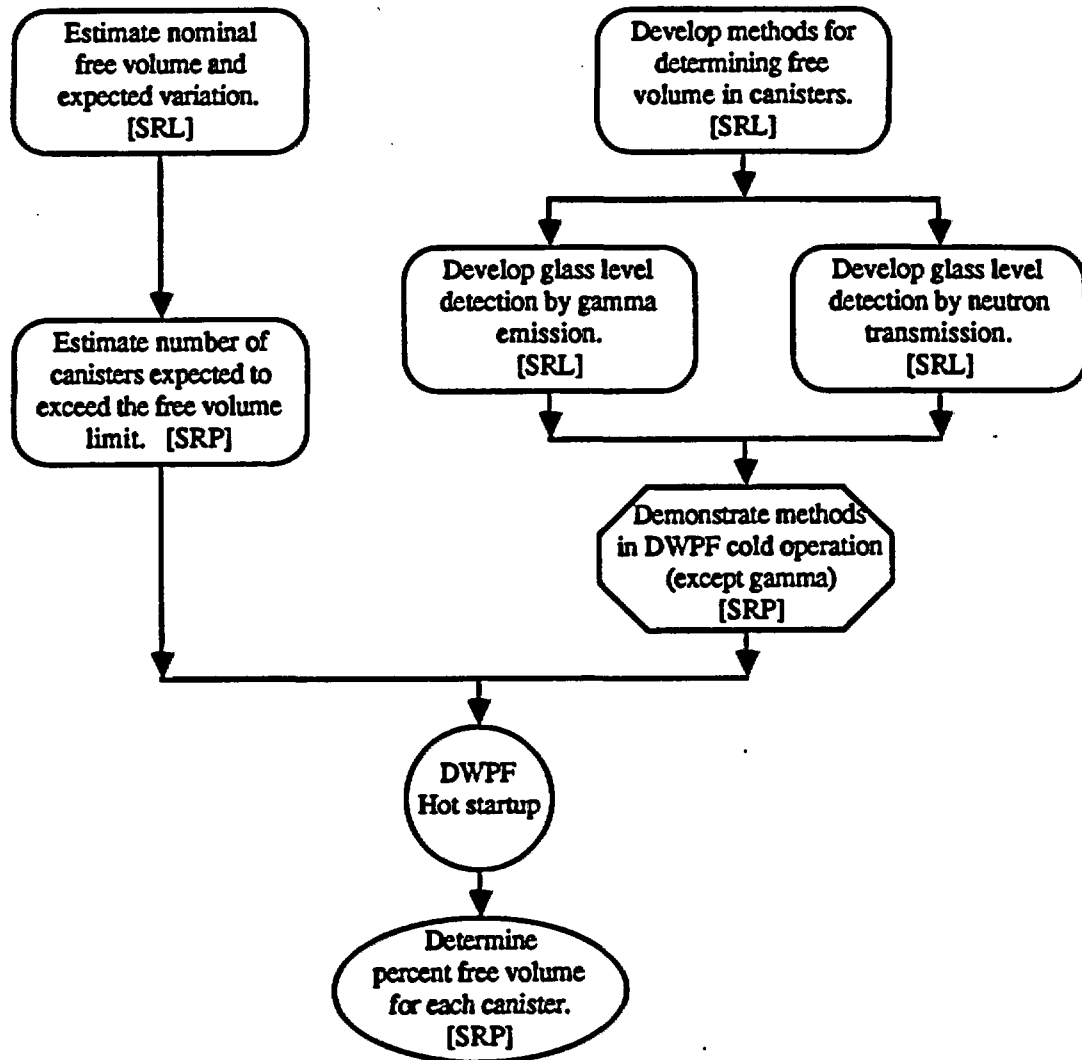 Estimate nominal
free volume and
expected variation.
[SRL]
Develop methods for
determining free
volume in canisters.
[SRL]
Develop glass level
detection by gamma
emission.
[SRL]
Develop glass level
detection by neutron
transmission.
[SRL]
Estimate number of
canisters expected to
exceed the free volume
limit. [SRP]
Demonstrate methods
in DWPF cold operation
(except gamma)
[SRP]
DWPF
Hot startup
Determine
percent free volume
for each canister.
[SRP]